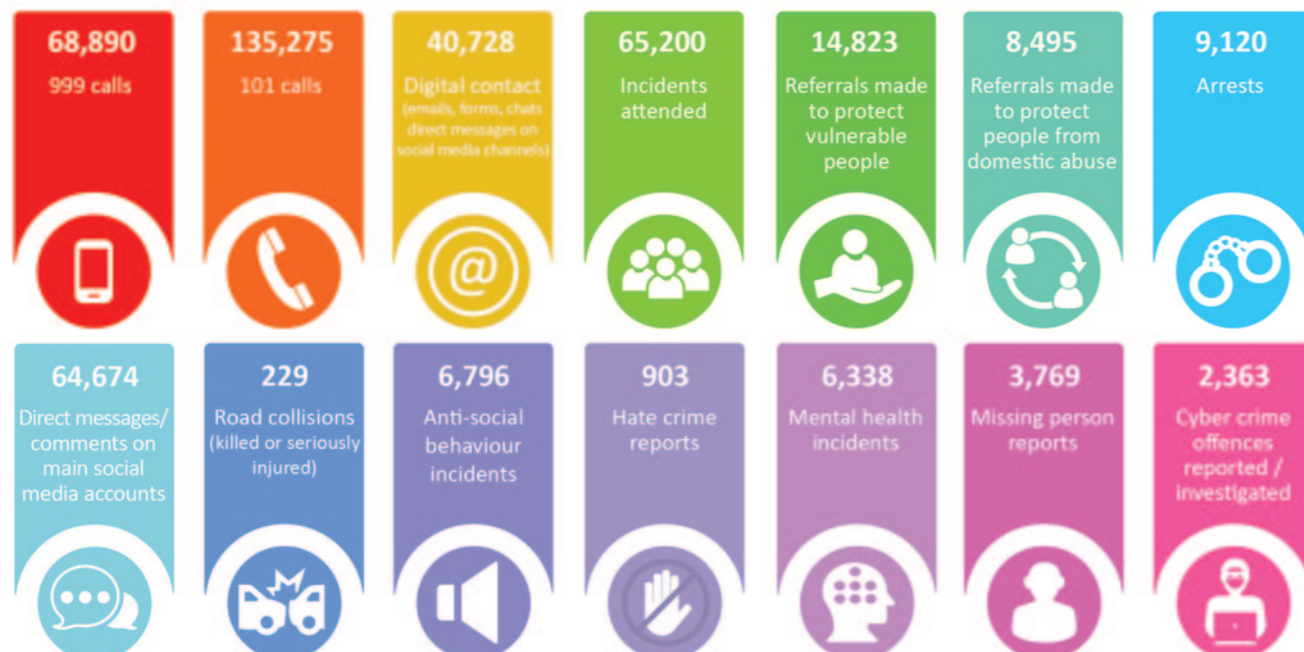 68,890
999 calls
135,275
101 calls
40,728
Digital contact
(emails, forms, chats
direct messages on
social media channels)
65,200
Incidents
attended
14,823
Referrals made
to protect
vulnerable
people
8,495
Referrals made
to protect
people from
domestic abuse
9,120
Arrests
64,674
Direct messages/
comments on
main social
media accounts
229
Road collisions
(killed or seriously
injured)
6,796
Anti-social
behaviour
incidents
903
Hate crime
reports
6,338
Mental health
incidents
3,769
Missing person
reports
2,363
Cyber crime
offences
reported /
investigated
@